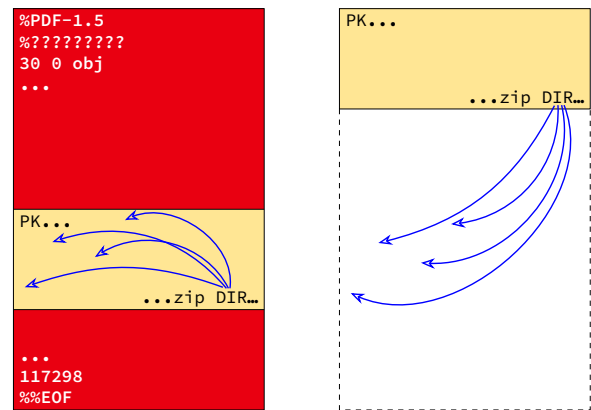 %PDF-1.5
%?????????
30 0 obj
...
PK...
...zip DIR…
...
117298
%%EOF
PK...
...zip DIR…